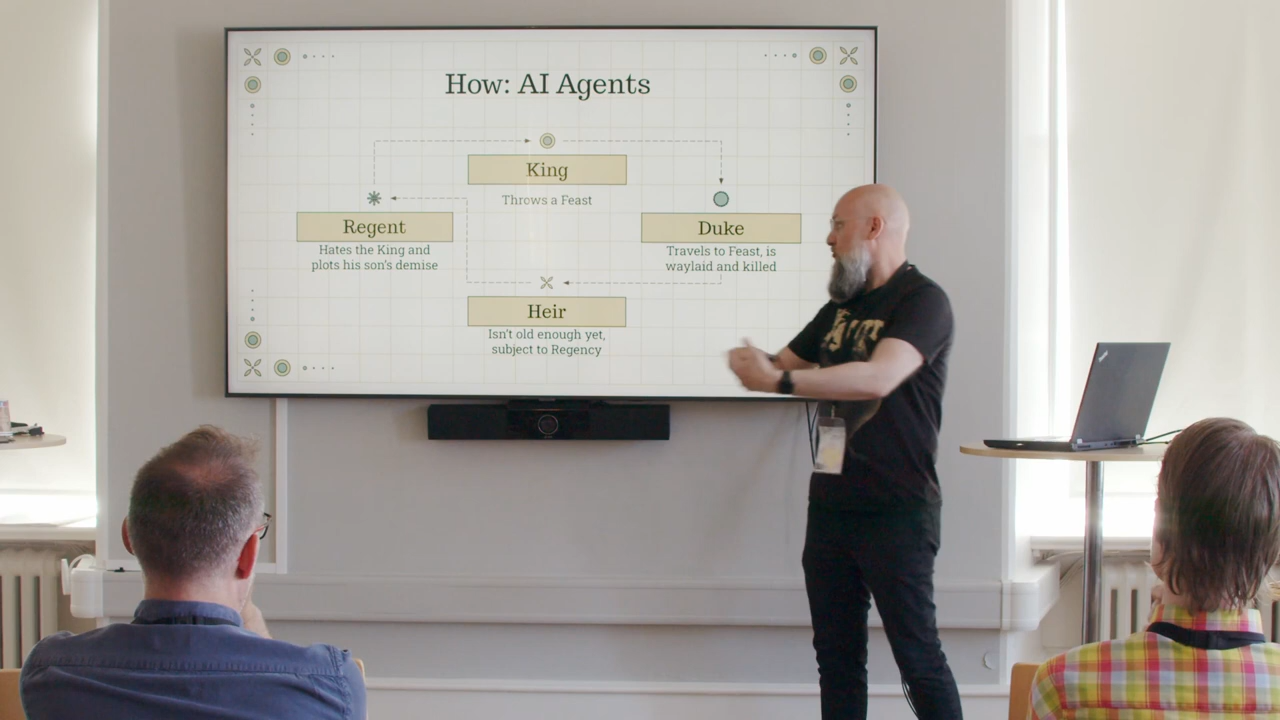 How: AI Agents
King
Throws a Feast
Regent
Hates the King and
plots his son's demise
Duke
Travels to Feast, is
waylaid and killed
Heir
Isn't old enough yet,
subject to Regency